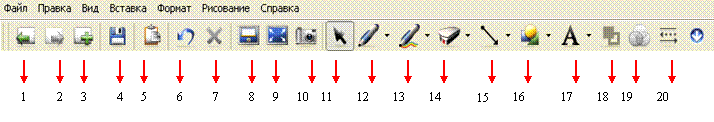 Файл Правка Вид Вставка Формат Рисование Справка
A
1 2 3 4 5 6 7 8 9 10 11 12 13 14 15 16 17 18 19 20